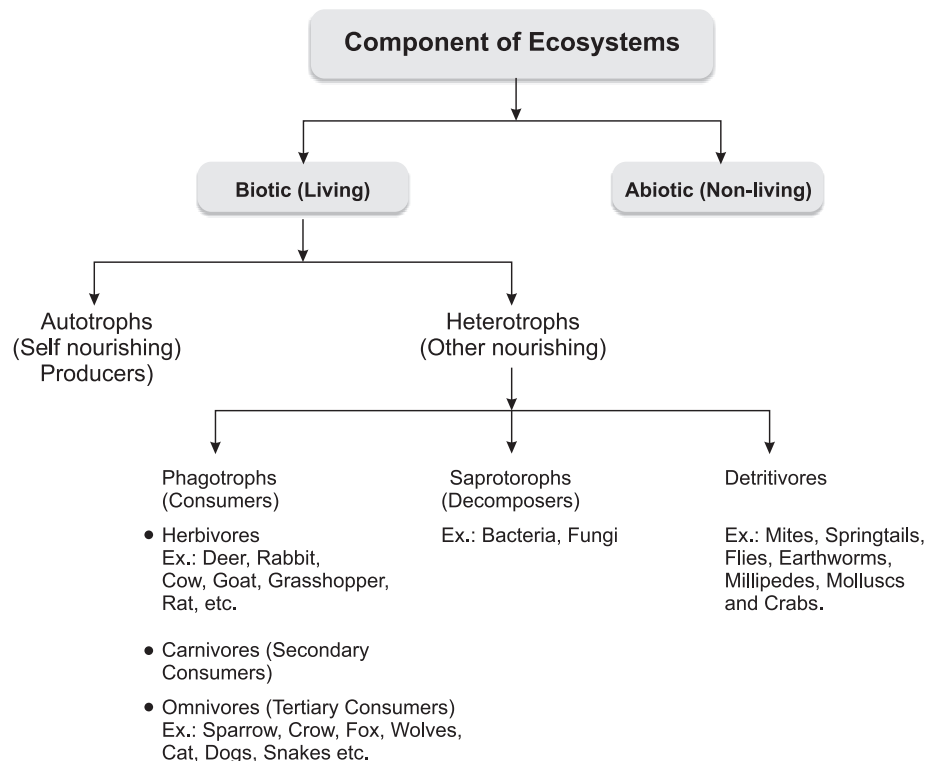 Component of Ecosystems
Biotic (Living)
Abiotic (Non-living)
Autotrophs
(Self nourishing)
Producers)
Heterotrophs
(Other nourishing)
Phagotrophs
(Consumers)
• Herbivores
Ex.: Deer, Rabbit,
Cow, Goat, Grasshopper,
Rat, etc.
• Carnivores (Secondary
Consumers)
• Omnivores (Tertiary Consumers)
Ex.: Sparrow, Crow, Fox, Wolves,
Cat, Dogs, Snakes etc.
Saprotorophs
(Decomposers)
Ex.: Bacteria, Fungi
Detritivores
Ex.: Mites, Springtails,
Flies, Earthworms,
Millipedes, Molluscs
and Crabs.